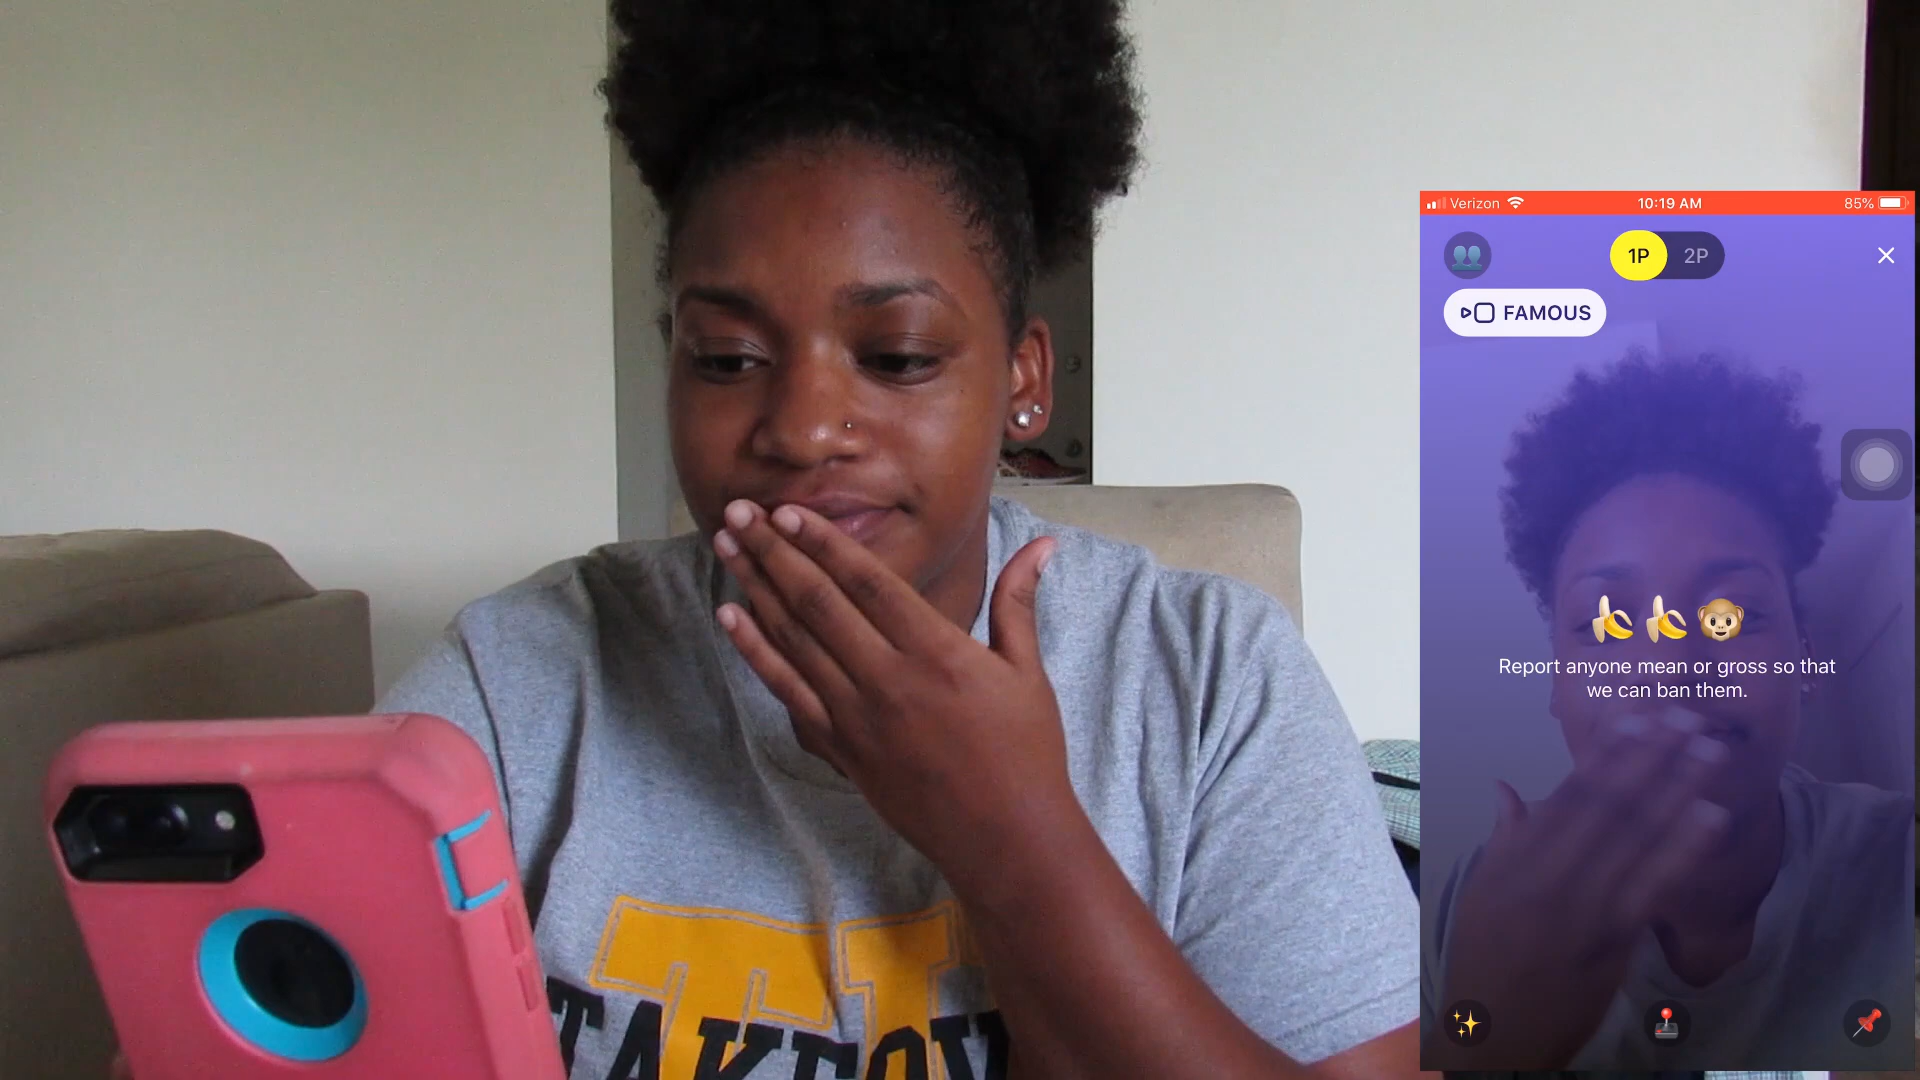 Verizon 10:19 AM 85%
1P 2P
FAMOUS
Report anyone mean or gross so that
we can ban them.
TU